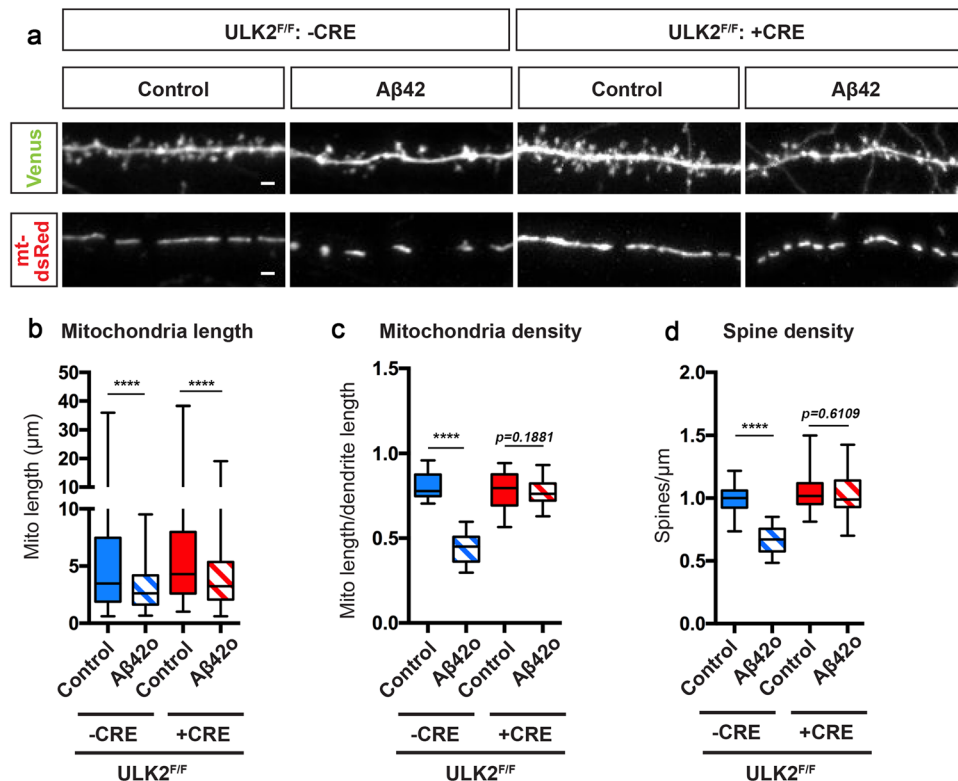 a
ULK2F/F: -CRE
ULK2F/F: +CRE
Control
Aβ42
Control
Aβ42
Venus
mt-
dsRed
b Mitochondria length
Mito length (μm)
50
40
30
20
10
10
5
0
****
****
Control
Aβ42o
Control
Aβ42o
-CRE
+CRE
ULK2F/F
c Mitochondria density
Mito length/dendrite length
1.5
1.0
0.5
0.0
****
p=0.1881
Control
Aβ42o
Control
Aβ42o
-CRE
+CRE
ULK2F/F
d Spine density
Spines/μm
2.0
1.5
1.0
0.5
0.0
****
p=0.6109
Control
Aβ42o
Control
Aβ42o
-CRE
+CRE
ULK2F/F